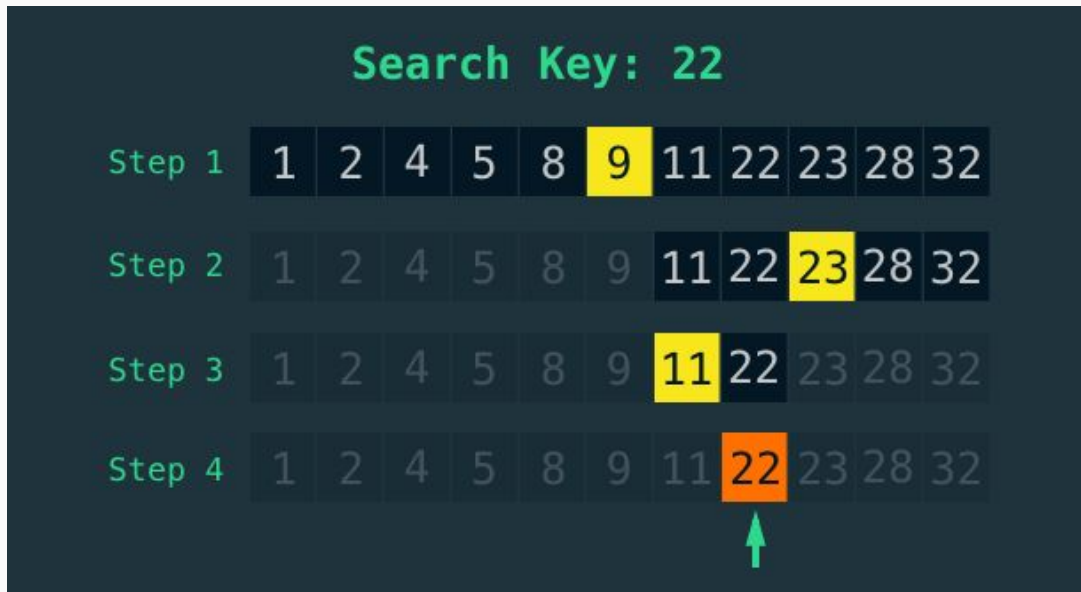 Search Key: 22
Step 1 1 2 4 5 8 9 11 22 23 28 32
Step 2 1 2 4 5 8 9 11 22 23 28 32
Step 3 1 2 4 5 8 9 11 22 23 28 32
Step 4 1 2 4 5 8 9 11 22 23 28 32